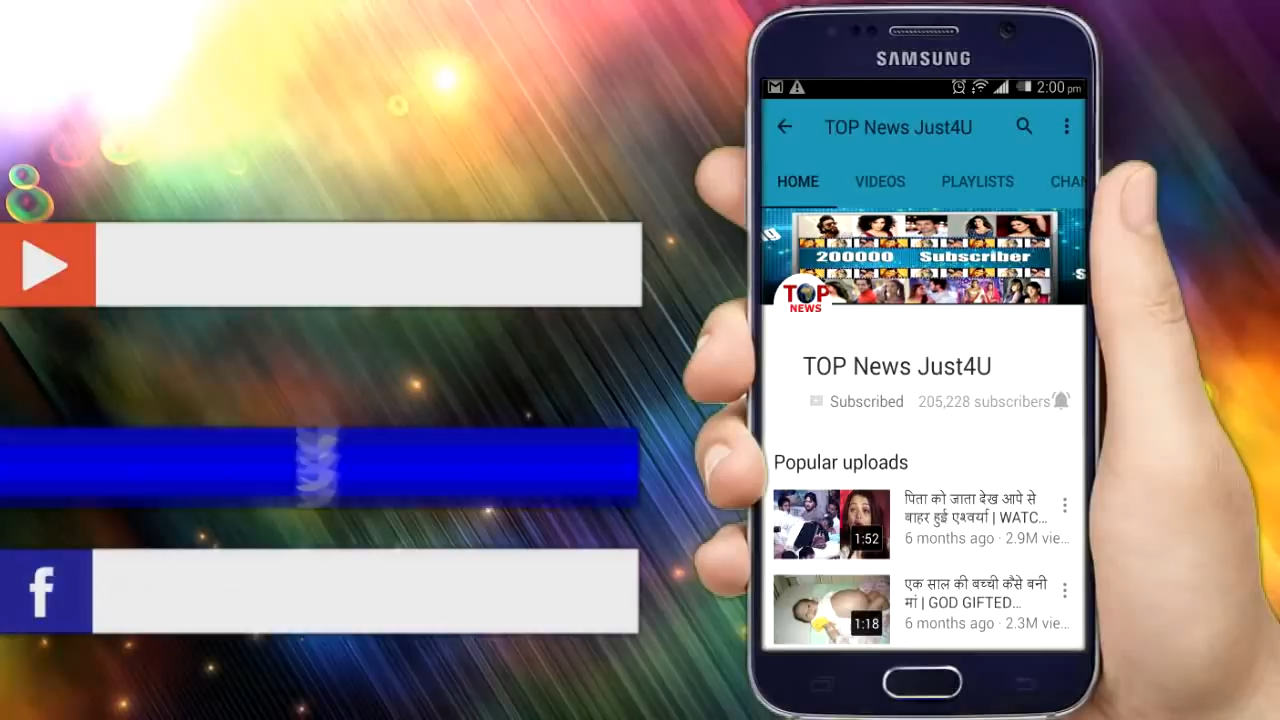 SAMSUNG
2:00 pm
TOP News Just4U
HOME VIDEOS PLAYLISTS CHAN
200000 Subscriber
TOP
NEWS
TOP News Just4U
Subscribed 205,228 subscribers
Popular uploads
पिता को जाता देख आपे से
बाहर हुई एश्वर्या | WATC...
6 months ago · 2.9M vie...
1:52
एक साल की बच्ची कैसे बनी
मां | GOD GIFTED...
6 months ago · 2.3M vie...
1:18
f